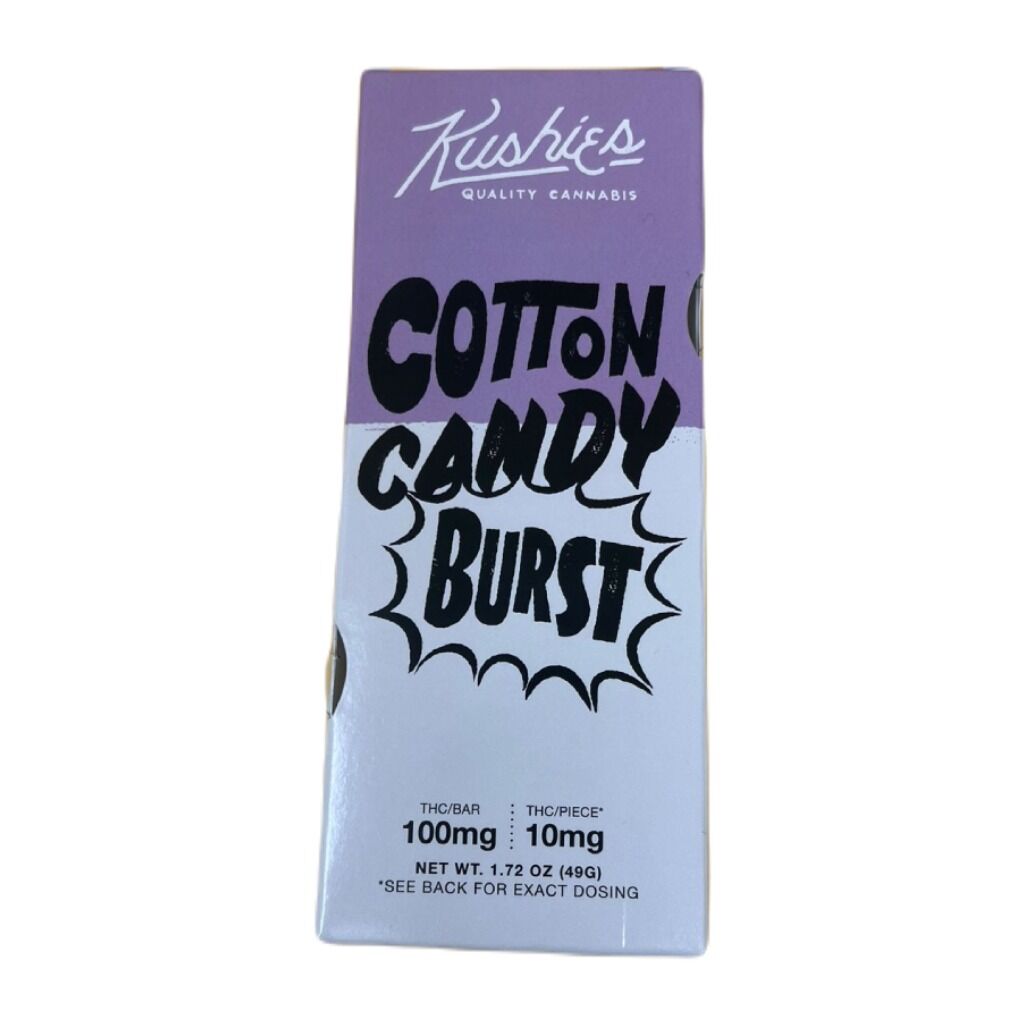 Kushies
QUALITY CANNABIS
COTTON
CANDY
BURST
THC/BAR THC/PIECE*
100mg 10mg
NET WT. 1.72 OZ (49G)
*SEE BACK FOR EXACT DOSING